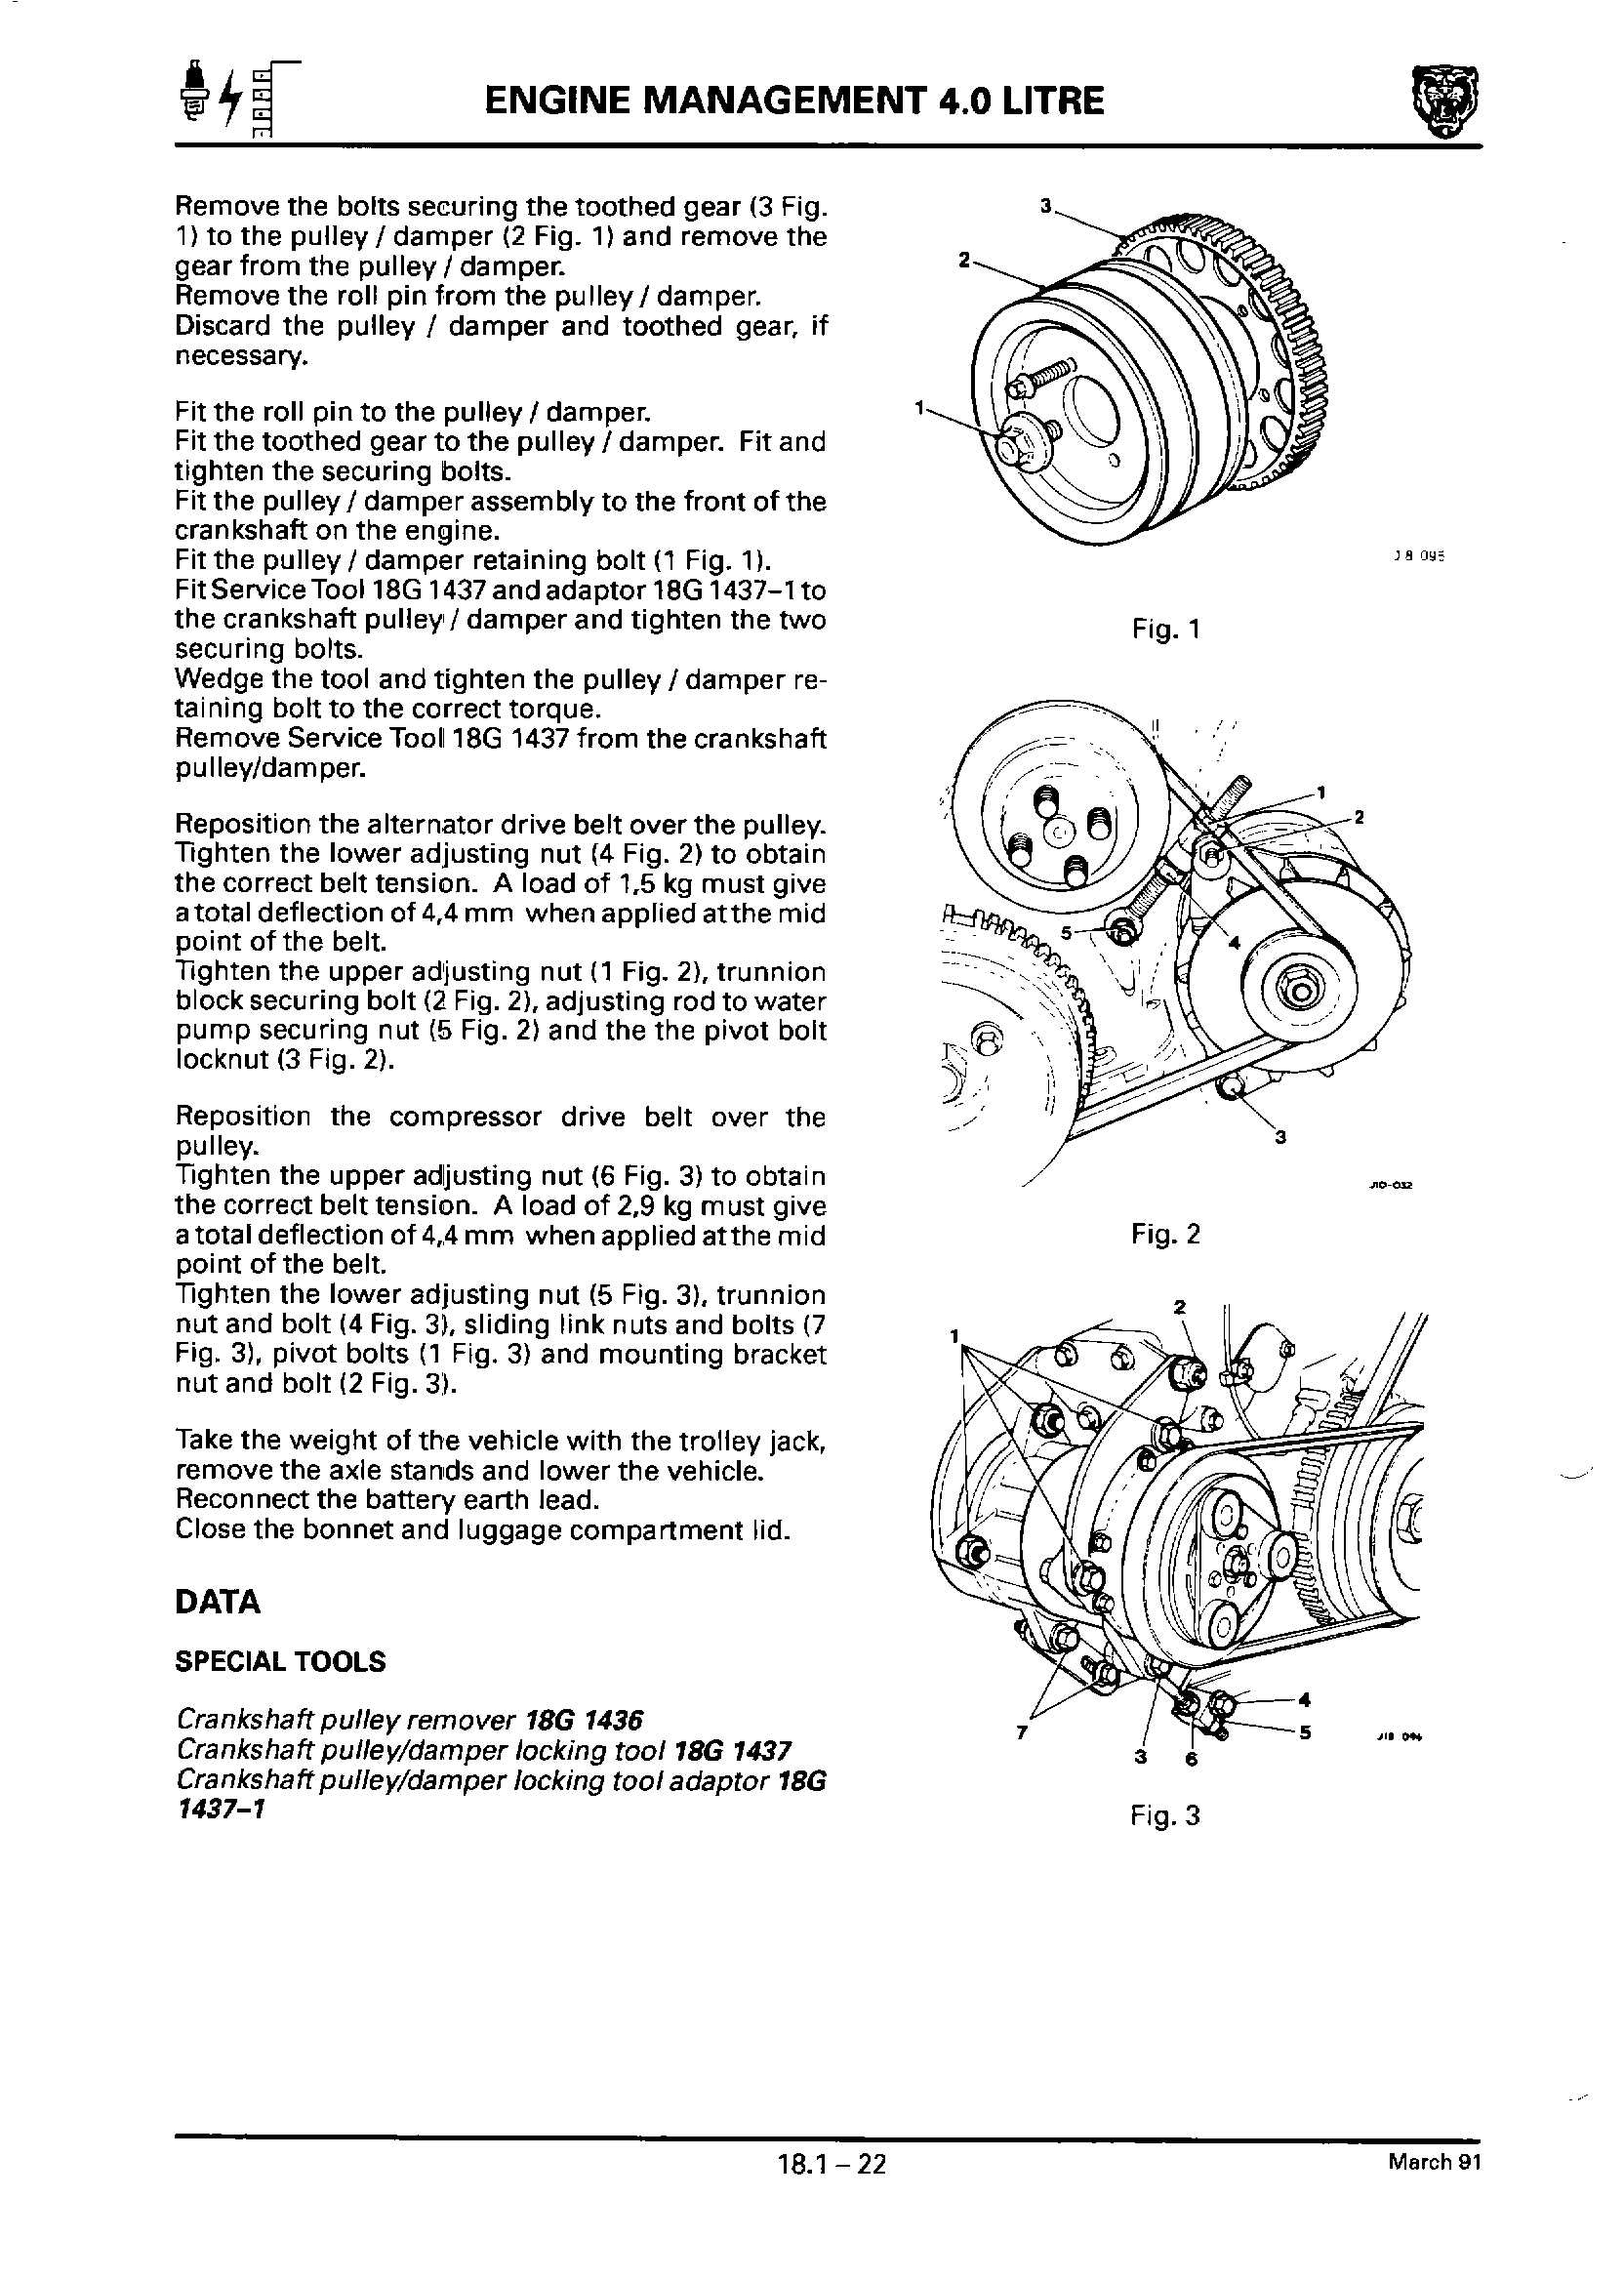 ENGINE MANAGEMENT 4.0 LITRE
Remove the bolts securing the toothed gear (3 Fig.
1) to the pulley / damper (2 Fig. 1) and remove the
gear from the pulley / damper.
Remove the roll pin from the pulley / damper.
Discard the pulley / damper and toothed gear, if
necessary.
Fit the roll pin to the pulley / damper.
Fit the toothed gear to the pulley / damper. Fit and
tighten the securing bolts.
Fit the pulley / damper assembly to the front of the
crankshaft on the engine.
Fit the pulley / damper retaining bolt (1 Fig. 1).
Fit Service Tool 18G 1437 and adaptor 18G 1437-1 to
the crankshaft pulley / damper and tighten the two
securing bolts.
Wedge the tool and tighten the pulley / damper re-
taining bolt to the correct torque.
Remove Service Tool 18G 1437 from the crankshaft
pulley/damper.
Reposition the alternator drive belt over the pulley.
Tighten the lower adjusting nut (4 Fig. 2) to obtain
the correct belt tension. A load of 1,5 kg must give
a total deflection of 4,4 mm when applied at the mid
point of the belt.
Tighten the upper adjusting nut (1 Fig. 2), trunnion
block securing bolt (2 Fig. 2), adjusting rod to water
pump securing nut (5 Fig. 2) and the the pivot bolt
locknut (3 Fig. 2).
Reposition the compressor drive belt over the
pulley.
Tighten the upper adjusting nut (6 Fig. 3) to obtain
the correct belt tension. A load of 2,9 kg must give
a total deflection of 4,4 mm when applied at the mid
point of the belt.
Tighten the lower adjusting nut (5 Fig. 3), trunnion
nut and bolt (4 Fig. 3), sliding link nuts and bolts (7
Fig. 3), pivot bolts (1 Fig. 3) and mounting bracket
nut and bolt (2 Fig. 3).
Take the weight of the vehicle with the trolley jack,
remove the axle stands and lower the vehicle.
Reconnect the battery earth lead.
Close the bonnet and luggage compartment lid.
DATA
SPECIAL TOOLS
Crankshaft pulley remover 18G 1436
Crankshaft pulley/damper locking tool 18G 1437
Crankshaft pulley/damper locking tool adaptor 18G
1437-1
3
2
1
J18 095
Fig. 1
1
2
5
4
3
J10-032
Fig. 2
2
1
4
7
5
3
6
J18 094
Fig. 3
18.1 – 22
March 91